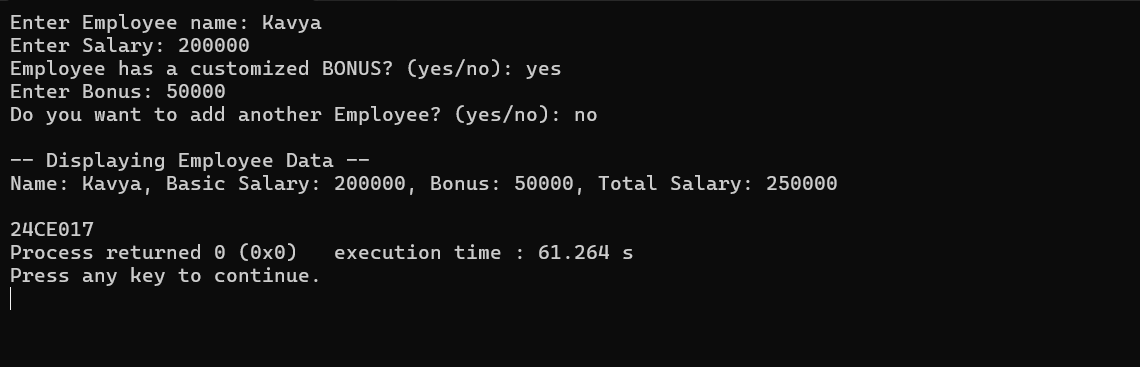 Enter Employee name: Kavya
Enter Salary: 200000
Employee has a customized BONUS? (yes/no): yes
Enter Bonus: 50000
Do you want to add another Employee? (yes/no): no
-- Displaying Employee Data --
Name: Kavya, Basic Salary: 200000, Bonus: 50000, Total Salary: 250000
24CE017
Process returned 0 (0x0)   execution time : 61.264 s
Press any key to continue.